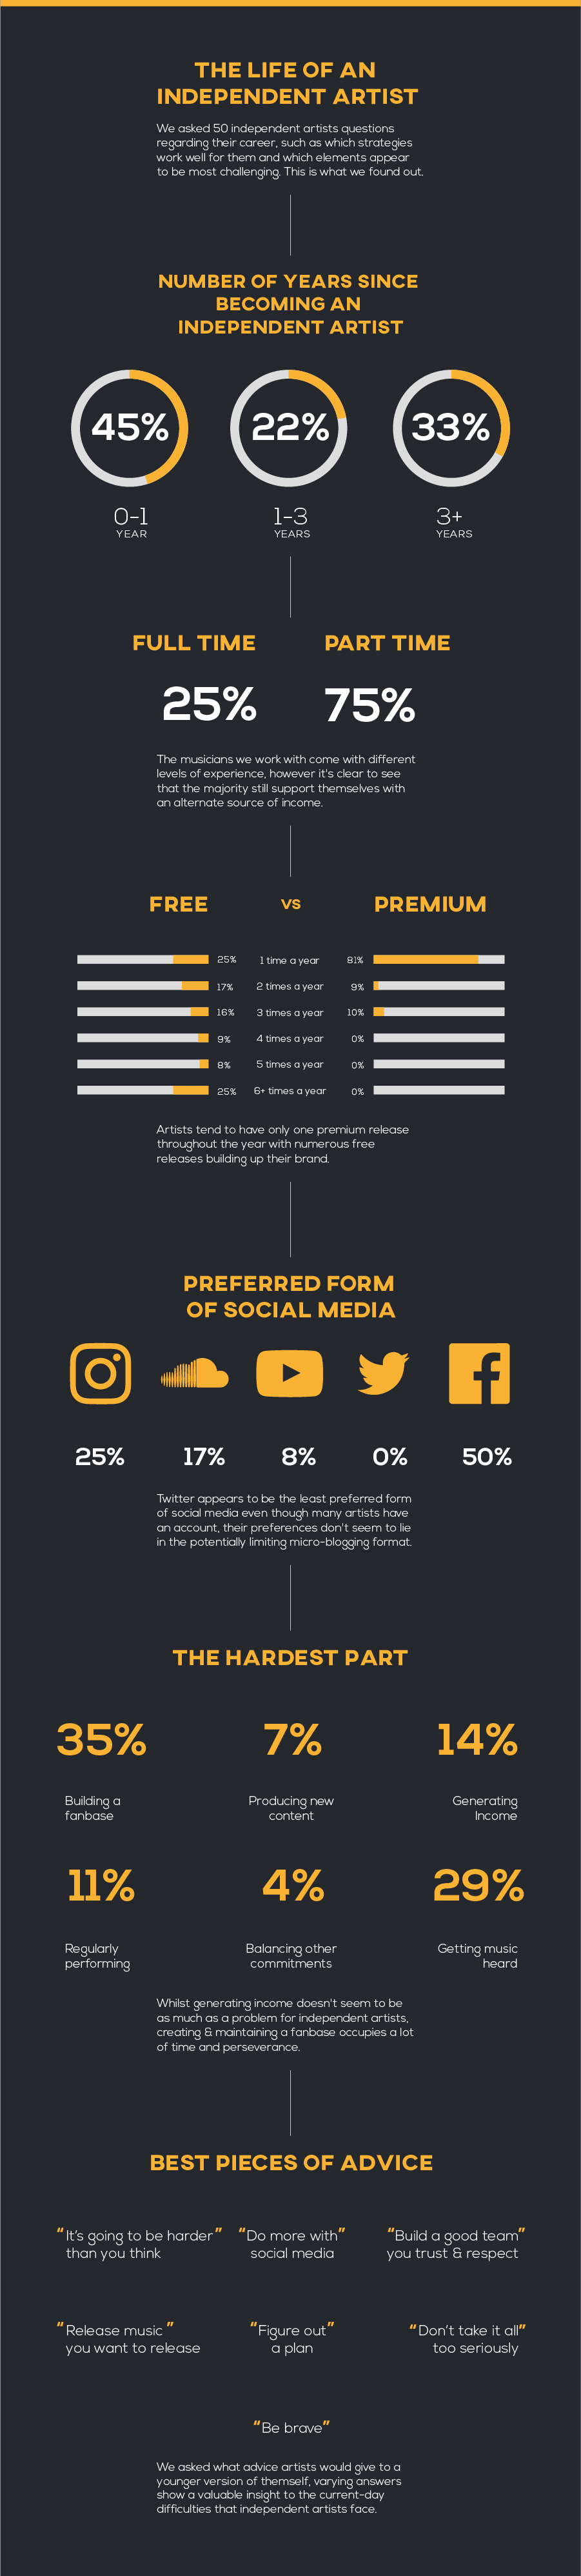 THE LIFE OF AN
INDEPENDENT ARTIST
We asked 50 independent artists questions
regarding their career, such as which strategies
work well for them and which elements appear
to be most challenging. This is what we found out.
NUMBER OF YEARS SINCE
BECOMING AN
INDEPENDENT ARTIST
45% 22% 33%
0-1 1-3 3+
YEAR YEARS YEARS
FULL TIME PART TIME
25% 75%
The musicians we work with come with different
levels of experience, however it's clear to see
that the majority still support themselves with
an alternate source of income.
FREE VS PREMIUM
25% 1 time a year 81%
17% 2 times a year 9%
16% 3 times a year 10%
9% 4 times a year 0%
8% 5 times a year 0%
25% 6+ times a year 0%
Artists tend to have only one premium release
throughout the year with numerous free
releases building up their brand.
PREFERRED FORM
OF SOCIAL MEDIA
25% 17% 8% 0% 50%
Twitter appears to be the least preferred form
of social media even though many artists have
an account, their preferences don't seem to lie
in the potentially limiting micro-blogging format.
THE HARDEST PART
35% 7% 14%
Building a Producing new Generating
fanbase content Income
11% 4% 29%
Regularly Balancing other Getting music
performing commitments heard
Whilst generating income doesn't seem to be
as much as a problem for independent artists,
creating & maintaining a fanbase occupies a lot
of time and perseverance.
BEST PIECES OF ADVICE
“It's going to be harder” “Do more with” “Build a good team”
than you think social media you trust & respect
“Release music” “Figure out” “Don't take it all”
you want to release a plan too seriously
“Be brave”
We asked what advice artists would give to a
younger version of themself, varying answers
show a valuable insight to the current-day
difficulties that independent artists face.